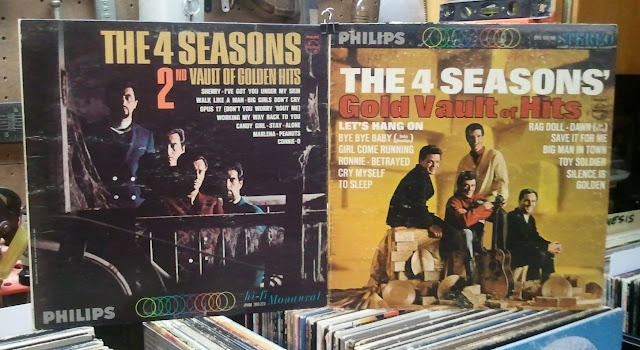 THE 4 SEASONS
2ND VAULT OF GOLDEN HITS
SHERRY • I'VE GOT YOU UNDER MY SKIN
WALK LIKE A MAN • BIG GIRLS DON'T CRY
OPUS 17 (DON'T YOU WORRY 'BOUT ME)
WORKING MY WAY BACK TO YOU
CANDY GIRL • STAY • ALONE
MARLENA • PEANUTS
CONNIE-O
PHILIPS
hi-fi Monaural
PHILIPS
STEREO
THE 4 SEASONS'
Gold Vault of Hits
LET'S HANG ON
BYE BYE BABY
GIRL COME RUNNING
RONNIE • BETRAYED
CRY MYSELF
TO SLEEP
RAG DOLL • DAWN
SAVE IT FOR ME
BIG MAN IN TOWN
TOY SOLDIER
SILENCE IS
GOLDEN